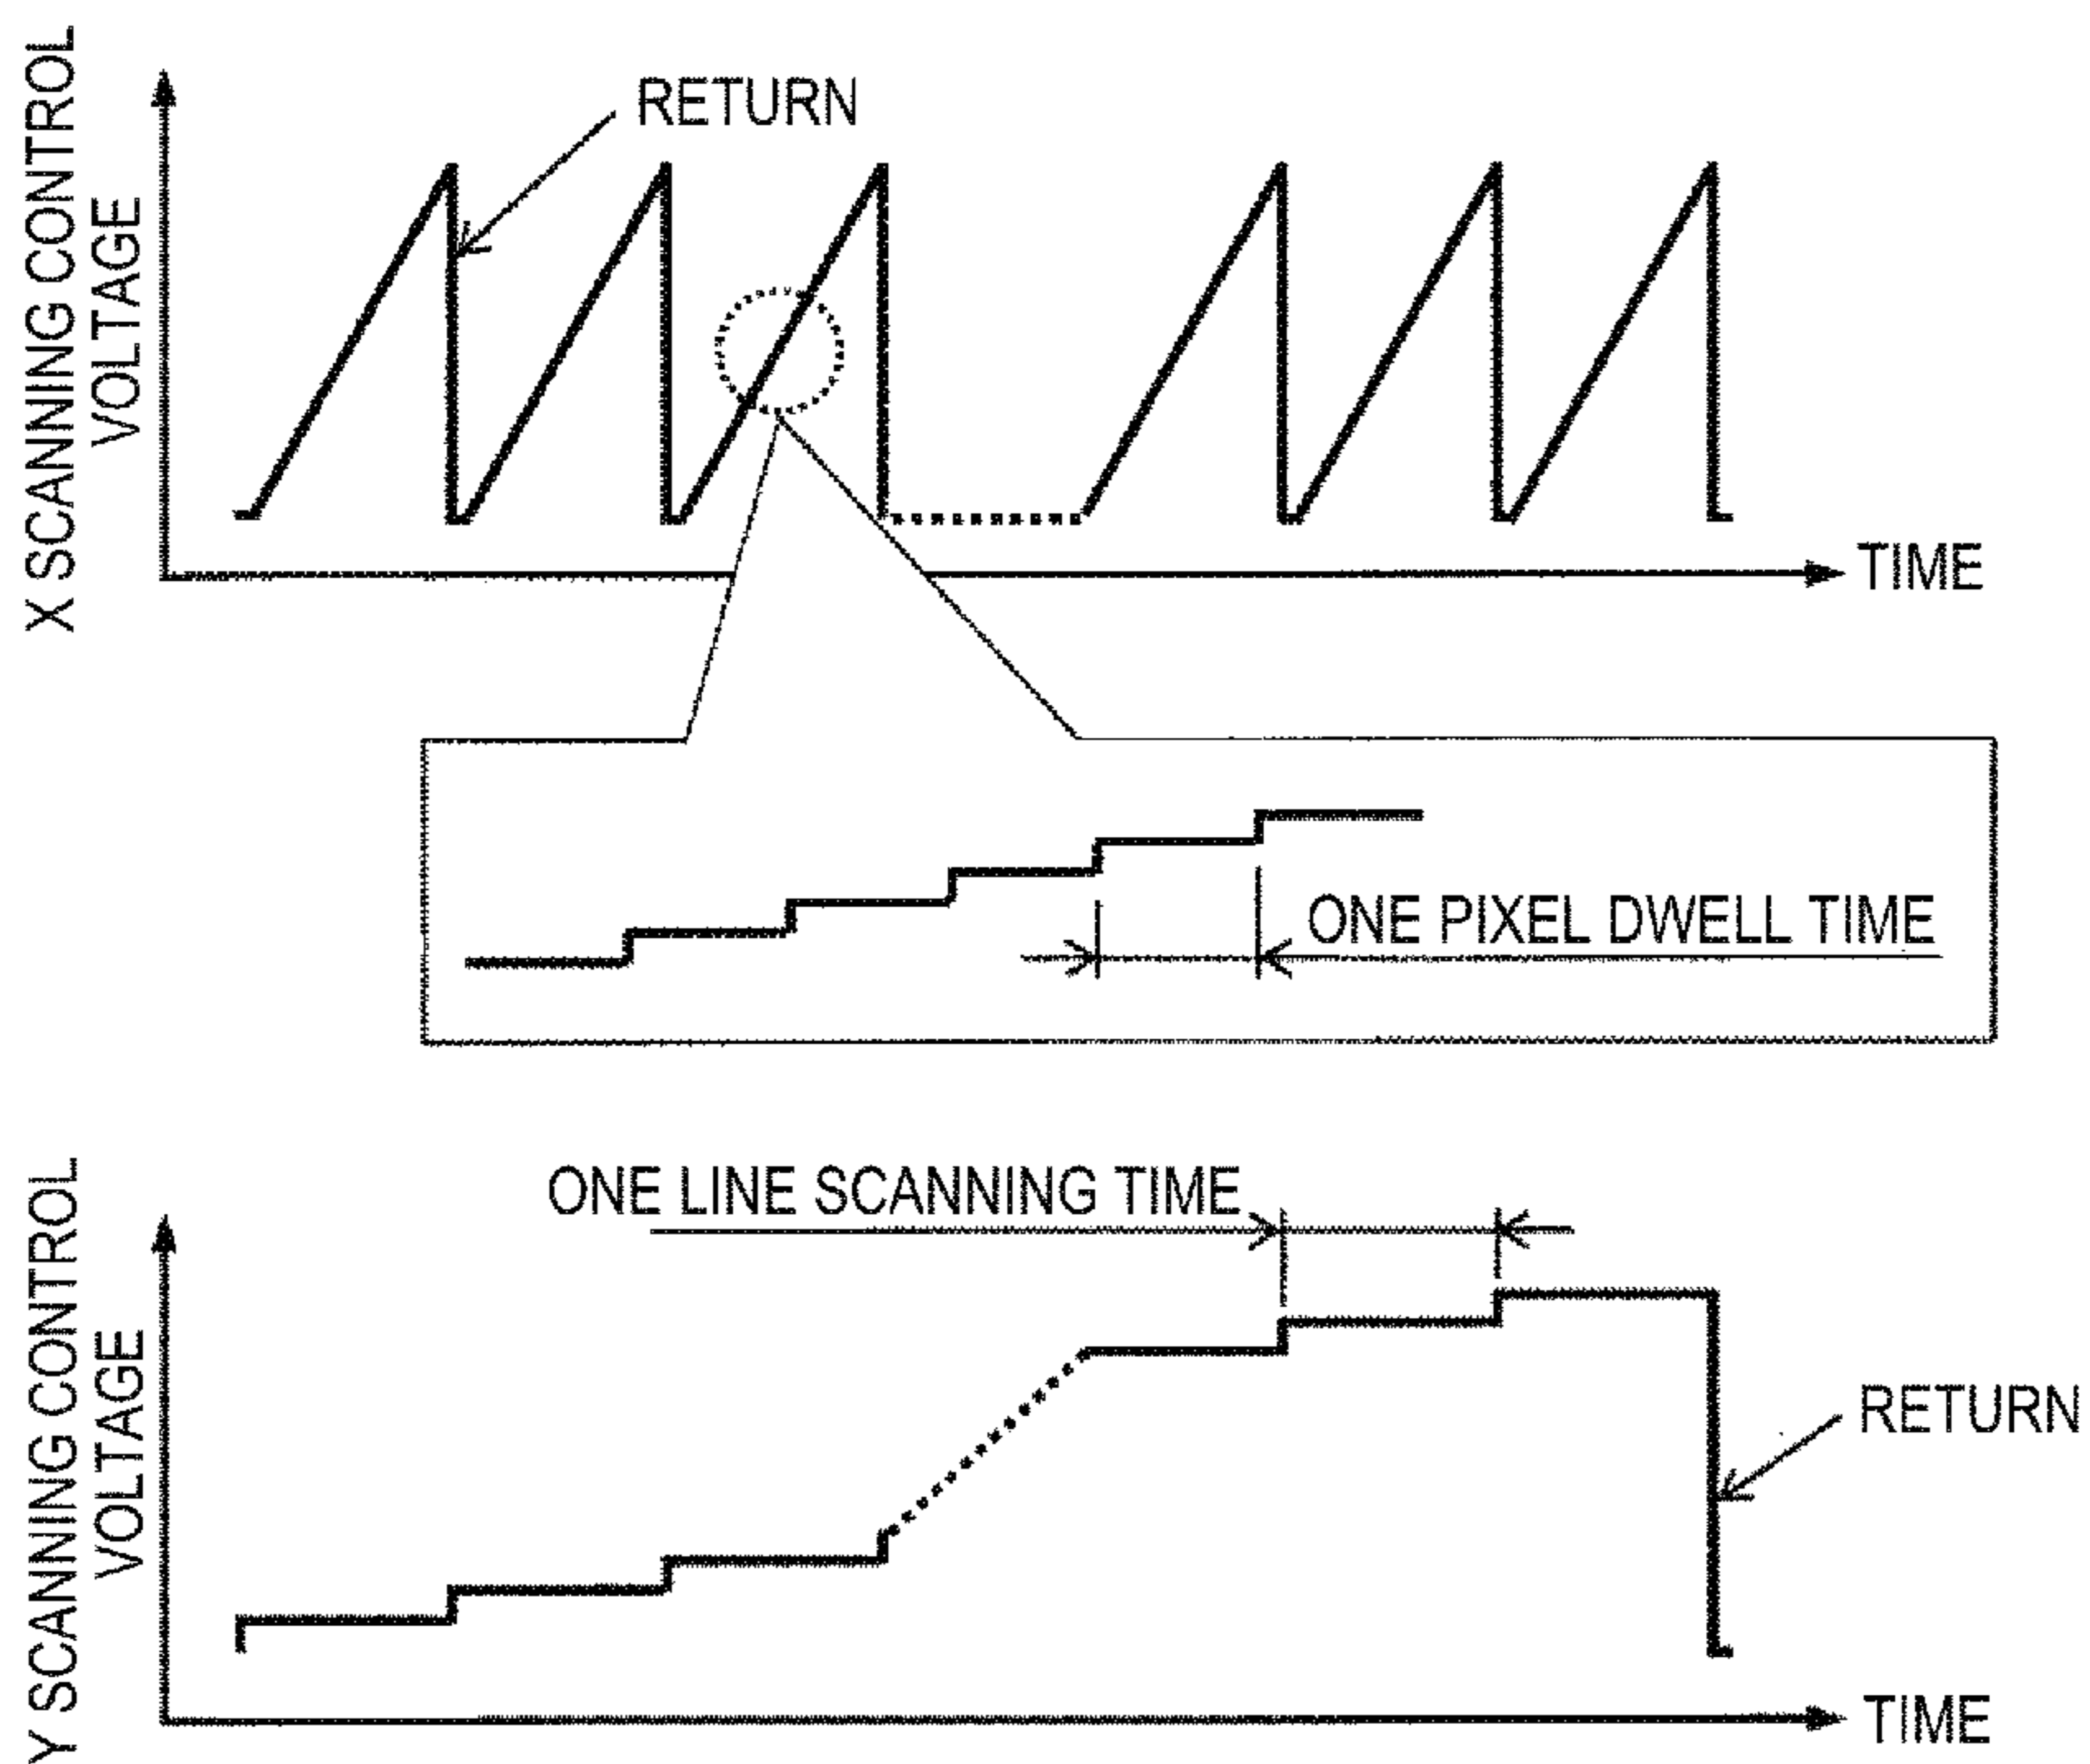 X SCANNING CONTROL
VOLTAGE
RETURN
TIME
ONE PIXEL DWELL TIME
ONE LINE SCANNING TIME
Y SCANNING CONTROL
VOLTAGE
RETURN
TIME